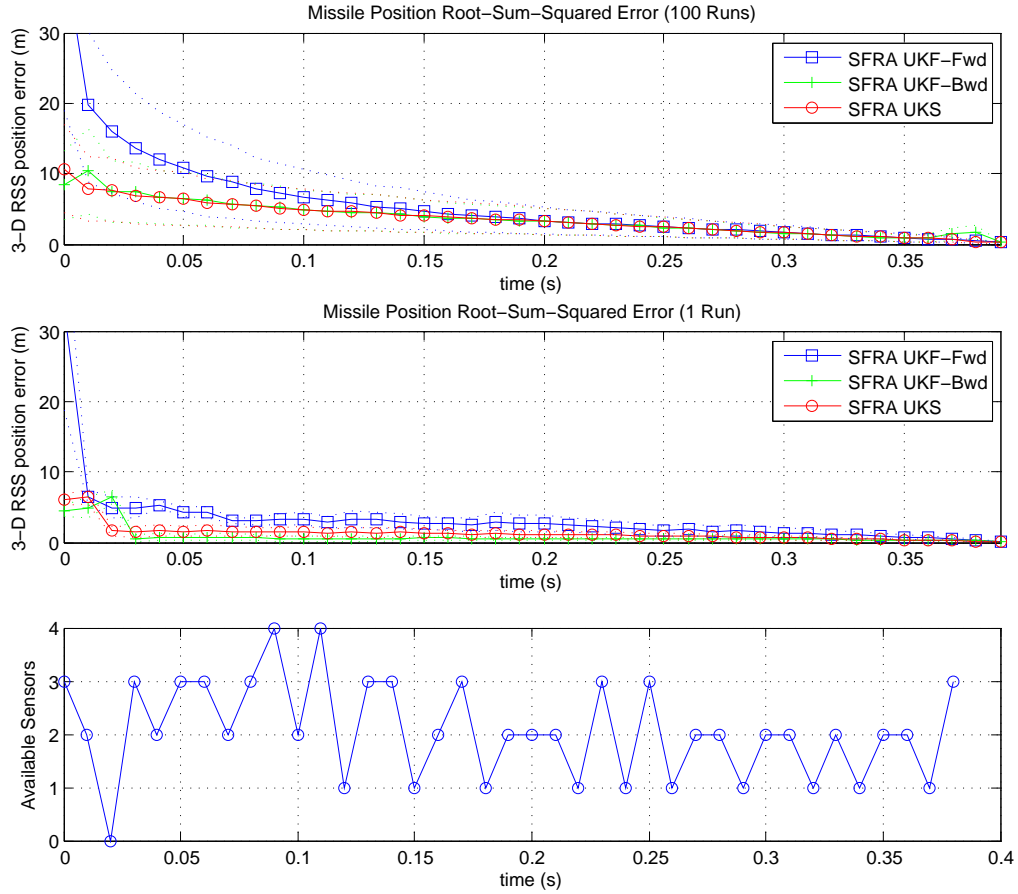 Missile Position Root−Sum−Squared Error (100 Runs)
3−D RSS position error (m)
30
20
10
0
SFRA UKF−Fwd
SFRA UKF−Bwd
SFRA UKS
0 0.05 0.1 0.15 0.2 0.25 0.3 0.35
time (s)
Missile Position Root−Sum−Squared Error (1 Run)
3−D RSS position error (m)
30
20
10
0
SFRA UKF−Fwd
SFRA UKF−Bwd
SFRA UKS
0 0.05 0.1 0.15 0.2 0.25 0.3 0.35
time (s)
Available Sensors
4
3
2
1
0
0 0.05 0.1 0.15 0.2 0.25 0.3 0.35 0.4
time (s)